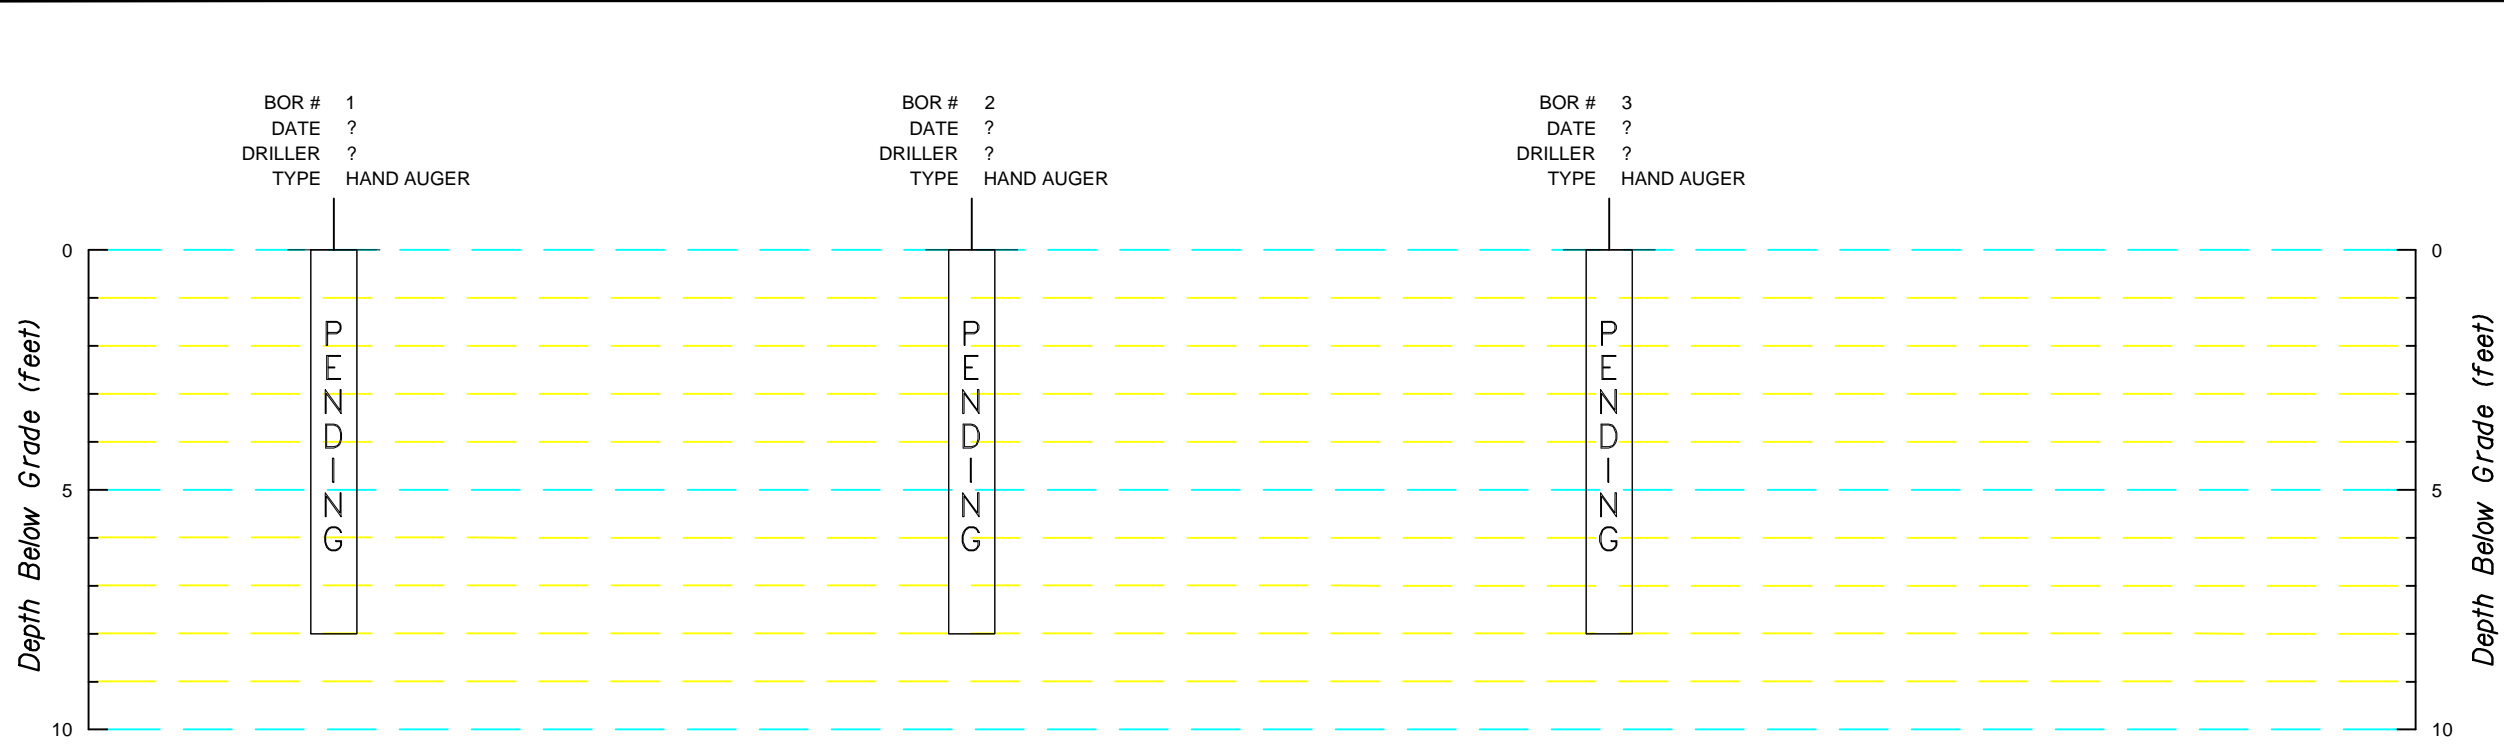 BOR # 1
DATE ?
DRILLER ?
TYPE HAND AUGER
BOR # 2
DATE ?
DRILLER ?
TYPE HAND AUGER
BOR # 3
DATE ?
DRILLER ?
TYPE HAND AUGER
0
5
10
Depth Below Grade (feet)
PENDING
PENDING
PENDING
0
5
10
Depth Below Grade (feet)